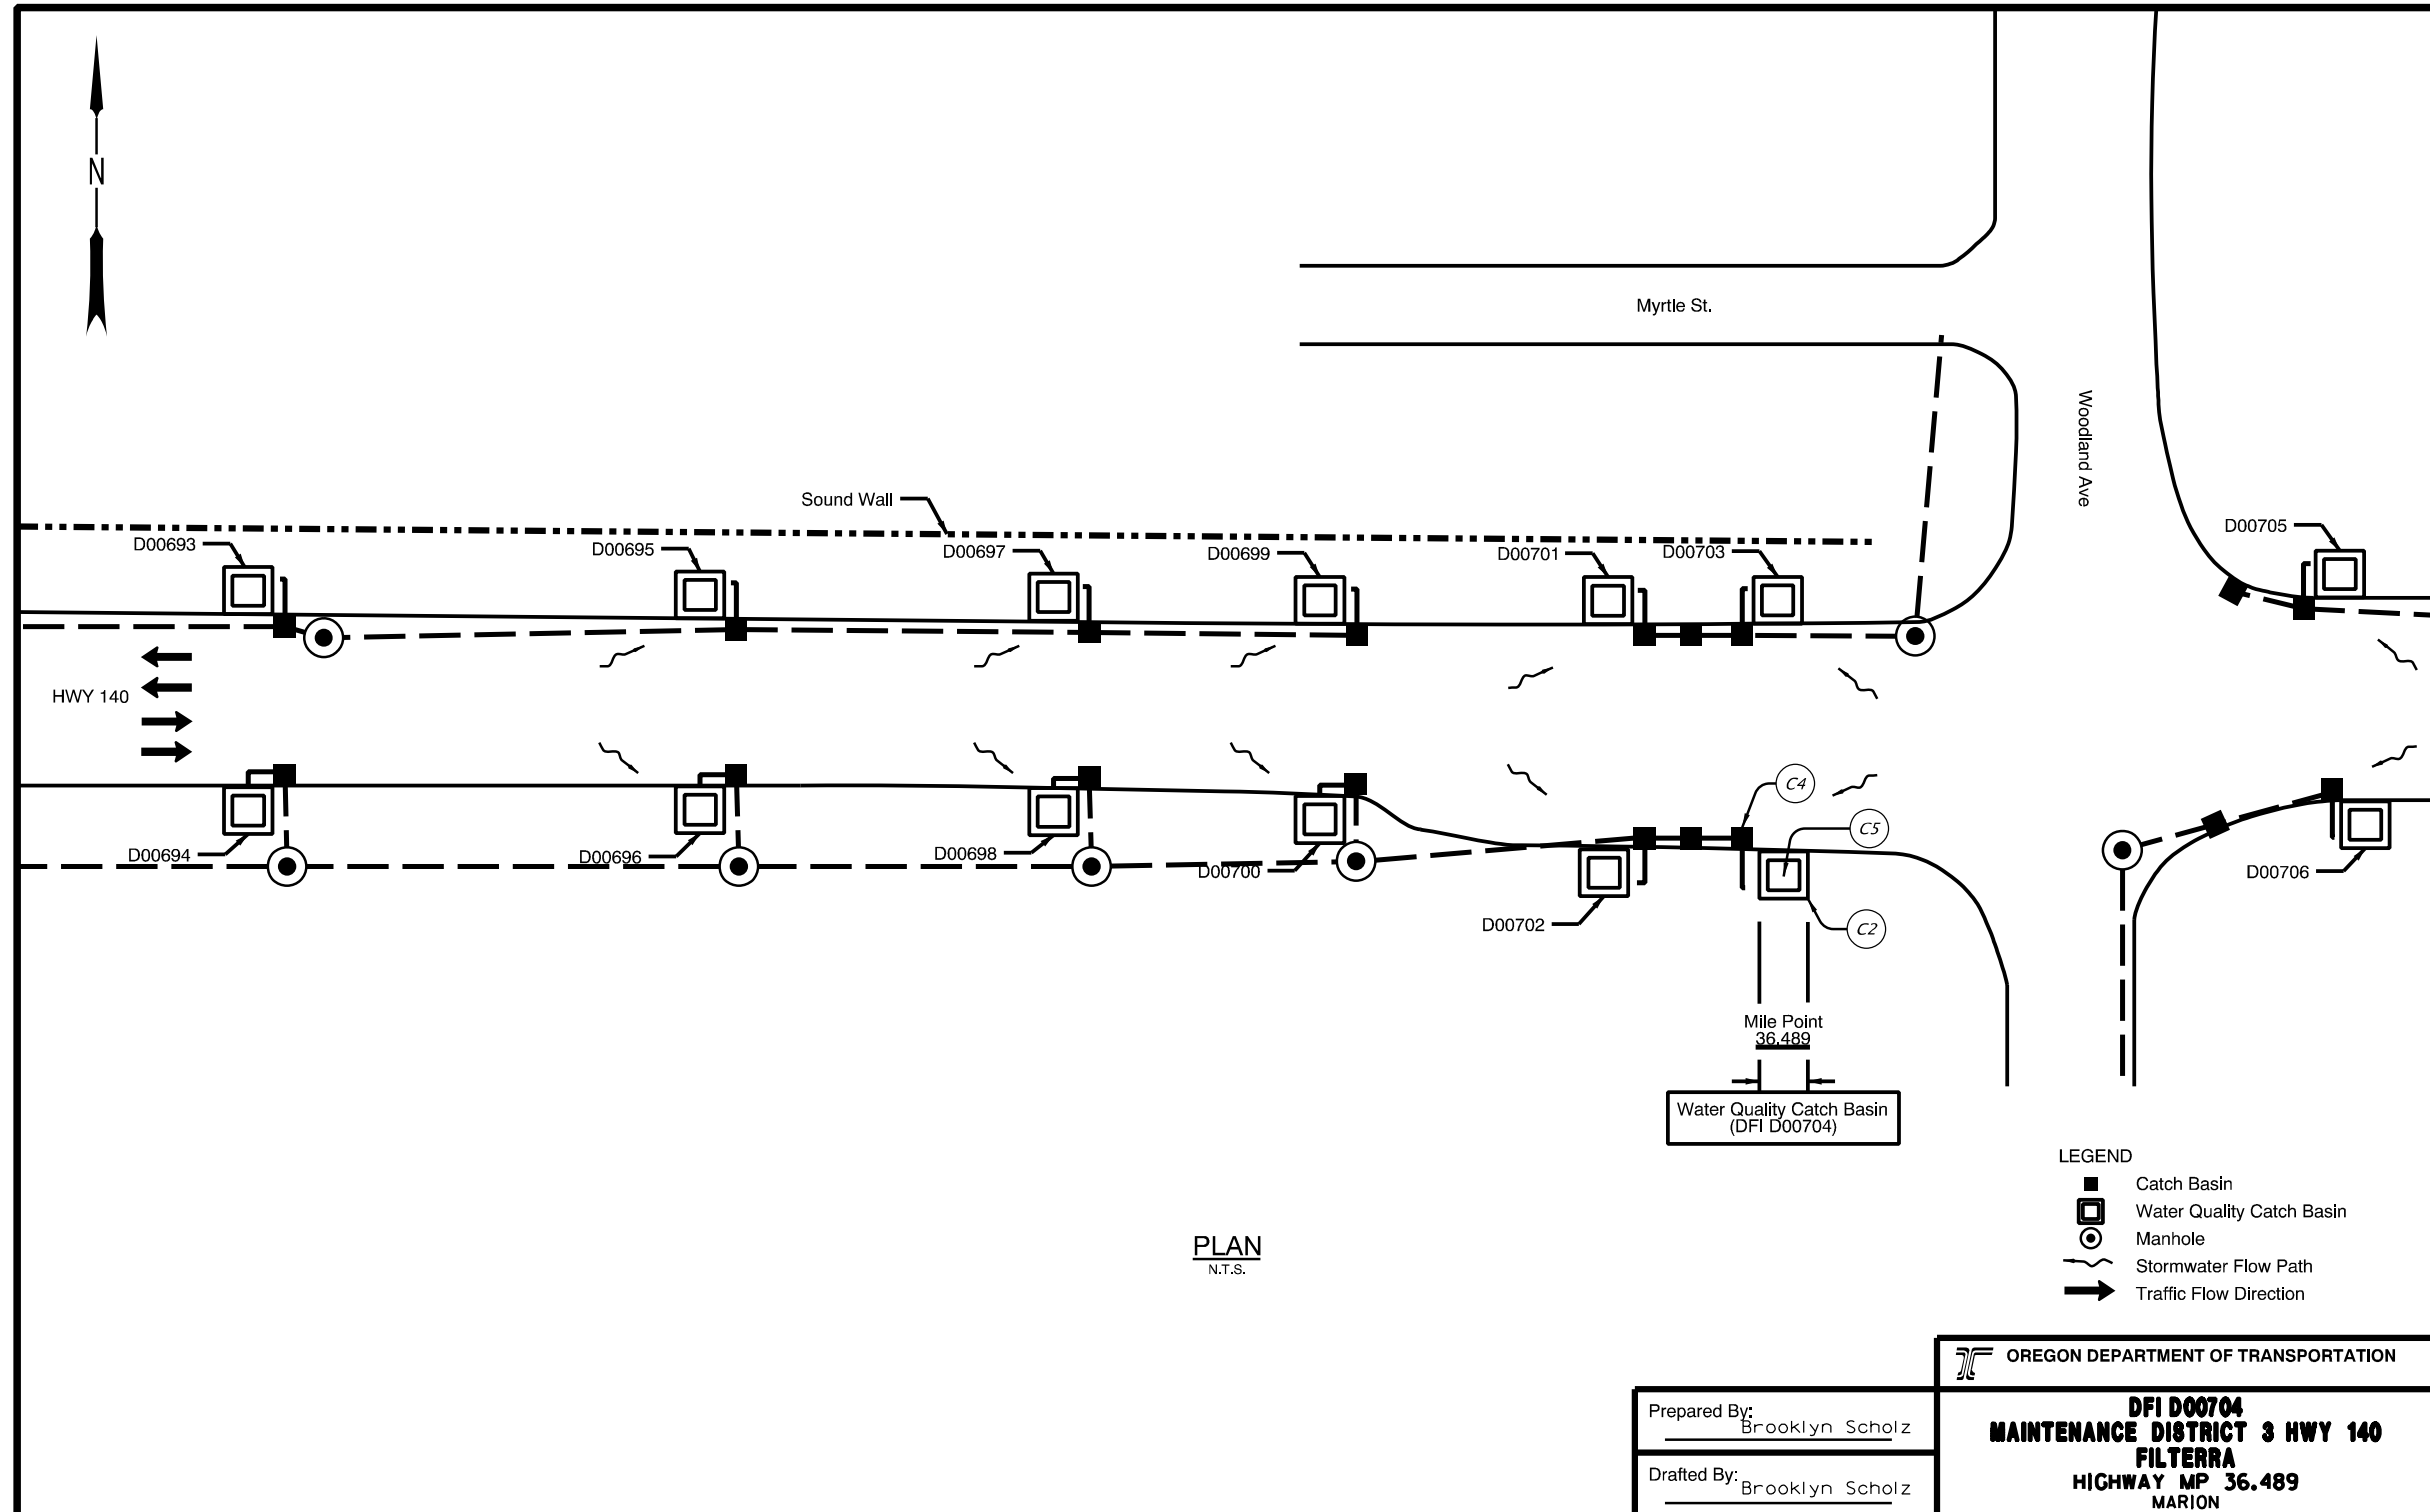 N
Myrtle St.
Woodland Ave
Sound Wall
D00693
D00695
D00697
D00699
D00701
D00703
D00705
HWY 140
C4
C5
C2
D00694
D00696
D00698
D00700
D00702
D00706
Mile Point
36.489
Water Quality Catch Basin
(DFI D00704)
LEGEND
Catch Basin
Water Quality Catch Basin
Manhole
Stormwater Flow Path
Traffic Flow Direction
PLAN
N.T.S.
OREGON DEPARTMENT OF TRANSPORTATION
Prepared By: Brooklyn Scholz
Drafted By: Brooklyn Scholz
DFI D00704
MAINTENANCE DISTRICT 3 HWY 140
FILTERRA
HIGHWAY MP 36.489
MARION